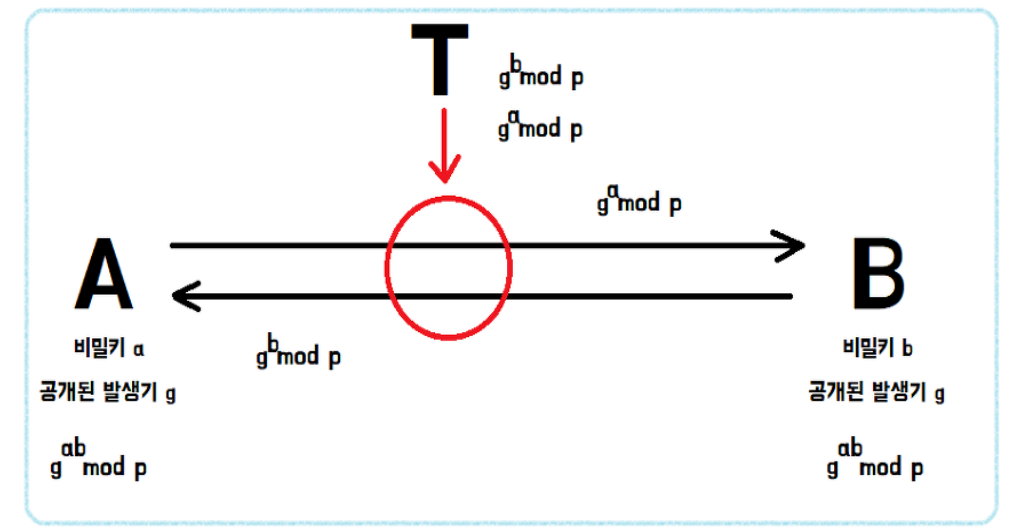 T
g^b mod p
g^a mod p
g^a mod p
A
B
g^b mod p
비밀키 a
공개된 발생기 g
g^ab mod p
비밀키 b
공개된 발생기 g
g^ab mod p